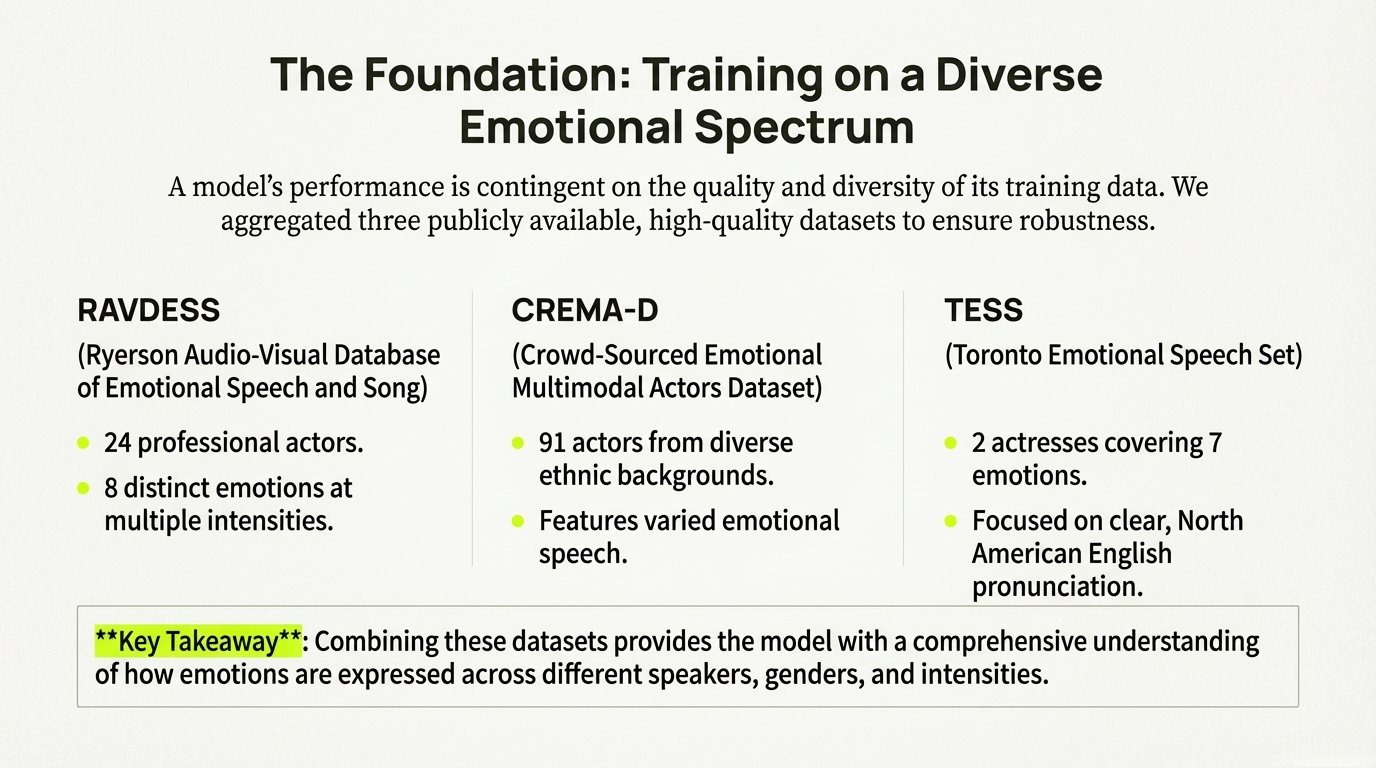 The Foundation: Training on a Diverse
Emotional Spectrum
A model’s performance is contingent on the quality and diversity of its training data. We
aggregated three publicly available, high-quality datasets to ensure robustness.
RAVDESS
(Ryerson Audio-Visual Database
of Emotional Speech and Song)
24 professional actors.
8 distinct emotions at
multiple intensities.
CREMA-D
(Crowd-Sourced Emotional
Multimodal Actors Dataset)
91 actors from diverse
ethnic backgrounds.
Features varied emotional
speech.
TESS
(Toronto Emotional Speech Set)
2 actresses covering 7
emotions.
Focused on clear, North
American English
pronunciation.
**Key Takeaway**: Combining these datasets provides the model with a comprehensive understanding
of how emotions are expressed across different speakers, genders, and intensities.